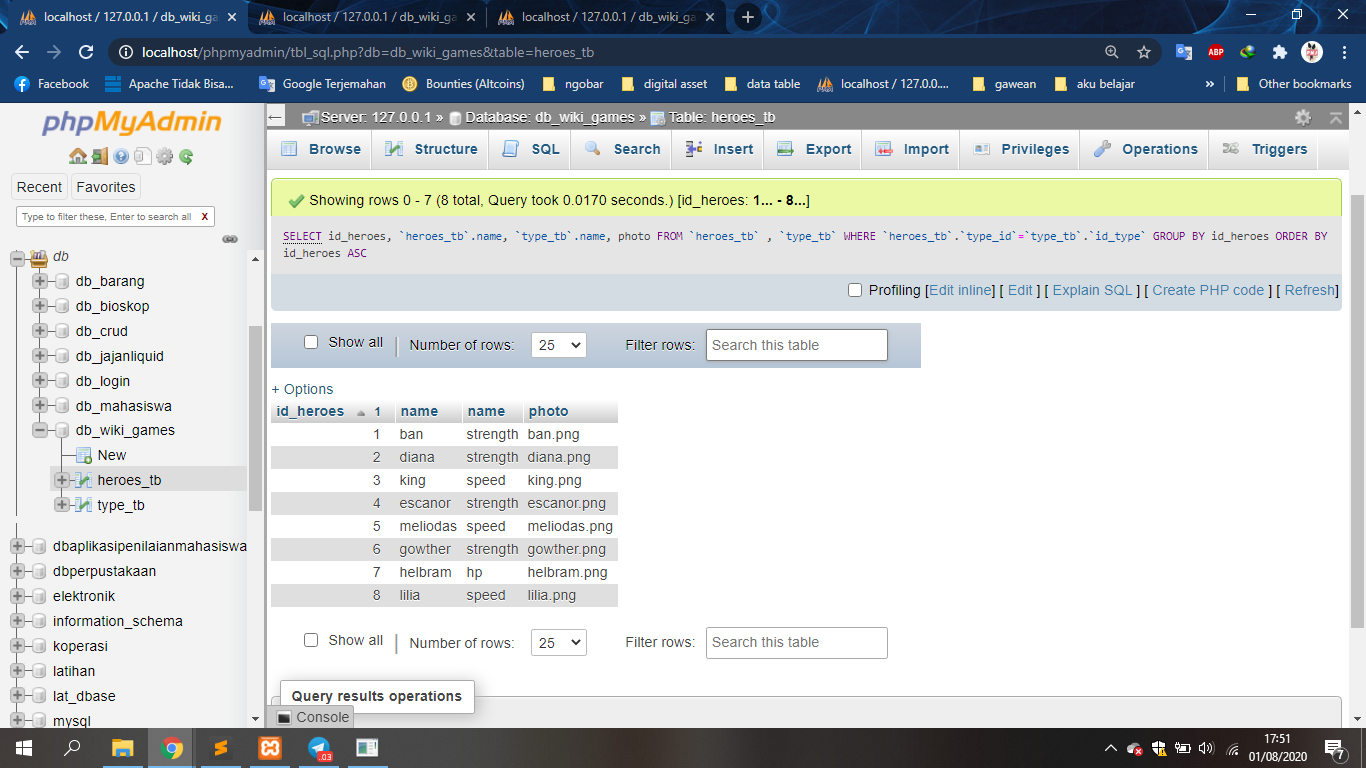 localhost / 127.0.0.1 / db_wiki_ga
localhost / 127.0.0.1 / db_wiki_ga
localhost / 127.0.0.1 / db_wiki_ga
localhost/phpmyadmin/tbl_sql.php?db=db_wiki_games&table=heroes_tb
ABP
Facebook
Apache Tidak Bisa...
Google Terjemahan
Bounties (Altcoins)
ngobar
digital asset
data table
localhost / 127.0.0....
gawean
aku belajar
»
Other bookmarks
phpMyAdmin
Recent
Favorites
Type to filter these, Enter to search all X
db
db_barang
db_bioskop
db_crud
db_jajanliquid
db_login
db_mahasiswa
db_wiki_games
New
heroes_tb
type_tb
dbaplikasipenilaianmahasiswa
dbperpustakaan
elektronik
information_schema
koperasi
latihan
lat_dbase
mysql
Server: 127.0.0.1 » Database: db_wiki_games » Table: heroes_tb
Browse Structure SQL Search Insert Export Import Privileges Operations Triggers
Showing rows 0 - 7 (8 total, Query took 0.0170 seconds.) [id_heroes: 1... - 8...]
SELECT id_heroes, `heroes_tb`.name, `type_tb`.name, photo FROM `heroes_tb` , `type_tb` WHERE `heroes_tb`.`type_id`=`type_tb`.`id_type` GROUP BY id_heroes ORDER BY
id_heroes ASC
Profiling [Edit inline] [ Edit ] [ Explain SQL ] [ Create PHP code ] [ Refresh]
Show all | Number of rows: 25 Filter rows: Search this table
+ Options
id_heroes 1 name name photo
1 ban strength ban.png
2 diana strength diana.png
3 king speed king.png
4 escanor strength escanor.png
5 meliodas speed meliodas.png
6 gowther strength gowther.png
7 helbram hp helbram.png
8 lilia speed lilia.png
Show all | Number of rows: 25 Filter rows: Search this table
Query results operations
Console
.03
17:51
01/08/2020
7